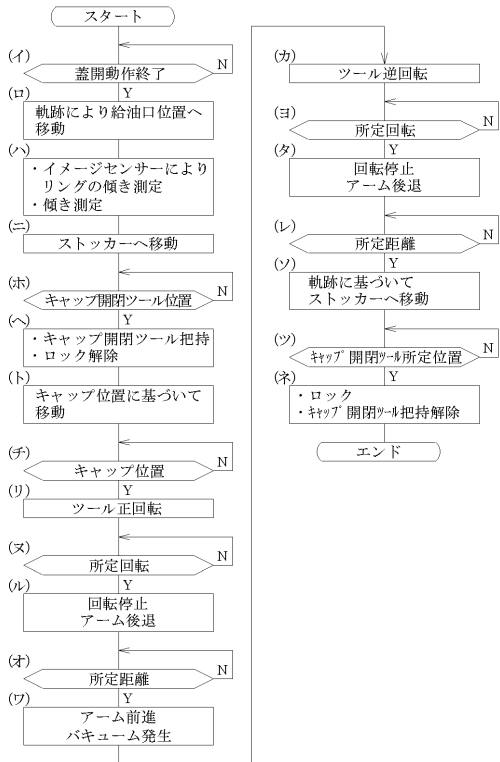 スタート
(イ)
蓋開動作終了
N
Y
(ロ)
軌跡により給油口位置へ
移動
(ハ)
・イメージセンサーにより
リングの傾き測定
・傾き測定
(ニ)
ストッカーへ移動
(ホ)
キャップ開閉ツール位置
N
Y
(ヘ)
・キャップ開閉ツール把持
・ロック解除
(ト)
キャップ位置に基づいて
移動
(チ)
キャップ位置
N
Y
(リ)
ツール正回転
(ヌ)
所定回転
N
Y
(ル)
回転停止
アーム後退
(オ)
所定距離
N
Y
(ワ)
アーム前進
バキューム発生
(カ)
ツール逆回転
(ヨ)
所定回転
N
Y
(タ)
回転停止
アーム後退
(レ)
所定距離
N
Y
(ソ)
軌跡に基づいて
ストッカーへ移動
(ツ)
ｷｬｯﾌﾟ開閉ﾂｰﾙ所定位置
N
Y
(ネ)
・ロック
・ｷｬｯﾌﾟ開閉ﾂｰﾙ把持解除
エンド